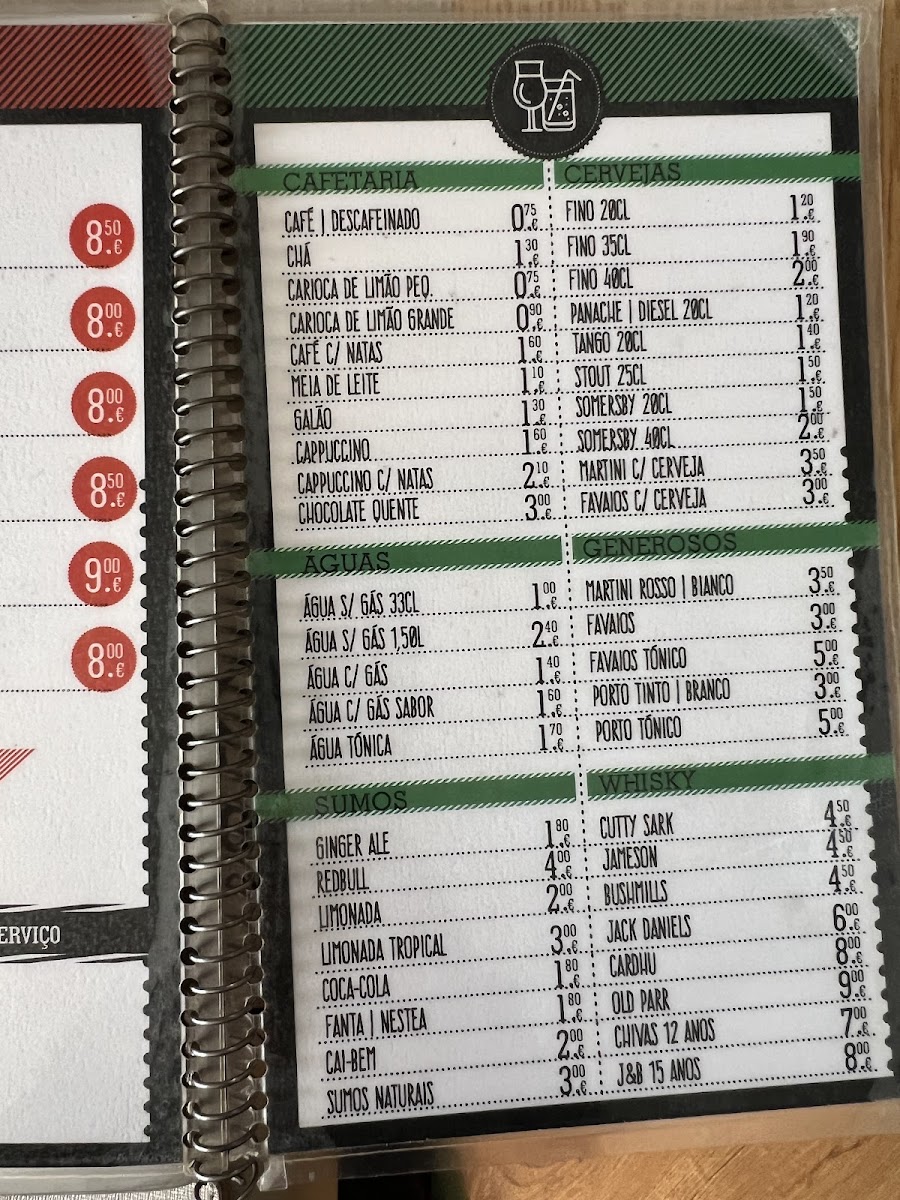 8.50€
8.00€
8.00€
8.50€
9.00€
8.00€
ERVIÇO
CAFETARIA
CAFÉ | DESCAFEINADO 0.75€
CHÁ 1.30€
CARIOCA DE LIMÃO PEQ. 0.75€
CARIOCA DE LIMÃO GRANDE 0.90€
CAFÉ C/ NATAS 1.60€
MEIA DE LEITE 1.10€
GALÃO 1.30€
CAPPUCCINO 1.60€
CAPPUCCINO C/ NATAS 2.10€
CHOCOLATE QUENTE 3.00€
ÁGUAS
ÁGUA S/ GÁS 33CL 1.00€
ÁGUA S/ GÁS 1,50L 2.40€
ÁGUA C/ GÁS 1.40€
ÁGUA C/ GÁS SABOR 1.60€
ÁGUA TÓNICA 1.70€
SUMOS
GINGER ALE 1.80€
REDBULL 4.00€
LIMONADA 2.00€
LIMONADA TROPICAL 3.00€
COCA-COLA 1.80€
FANTA | NESTEA 1.80€
CAI-BEM 2.00€
SUMOS NATURAIS 3.00€
CERVEJAS
FINO 20CL 1.20€
FINO 35CL 1.90€
FINO 40CL 2.00€
PANACHE | DIESEL 20CL 1.20€
TANGO 20CL 1.40€
STOUT 25CL 1.50€
SOMERSBY 20CL 1.50€
SOMERSBY 40CL 2.00€
MARTINI C/ CERVEJA 3.50€
FAVAIOS C/ CERVEJA 3.00€
GENEROSOS
MARTINI ROSSO | BIANCO 3.50€
FAVAIOS 3.00€
FAVAIOS TÓNICO 5.00€
PORTO TINTO | BRANCO 3.00€
PORTO TÓNICO 5.00€
WHISKY
CUTTY SARK 4.50€
JAMESON 4.50€
BUSHMILLS 4.50€
JACK DANIELS 6.00€
CARDHU 8.00€
OLD PARR 9.00€
CHIVAS 12 ANOS 7.00€
J&B 15 ANOS 8.00€